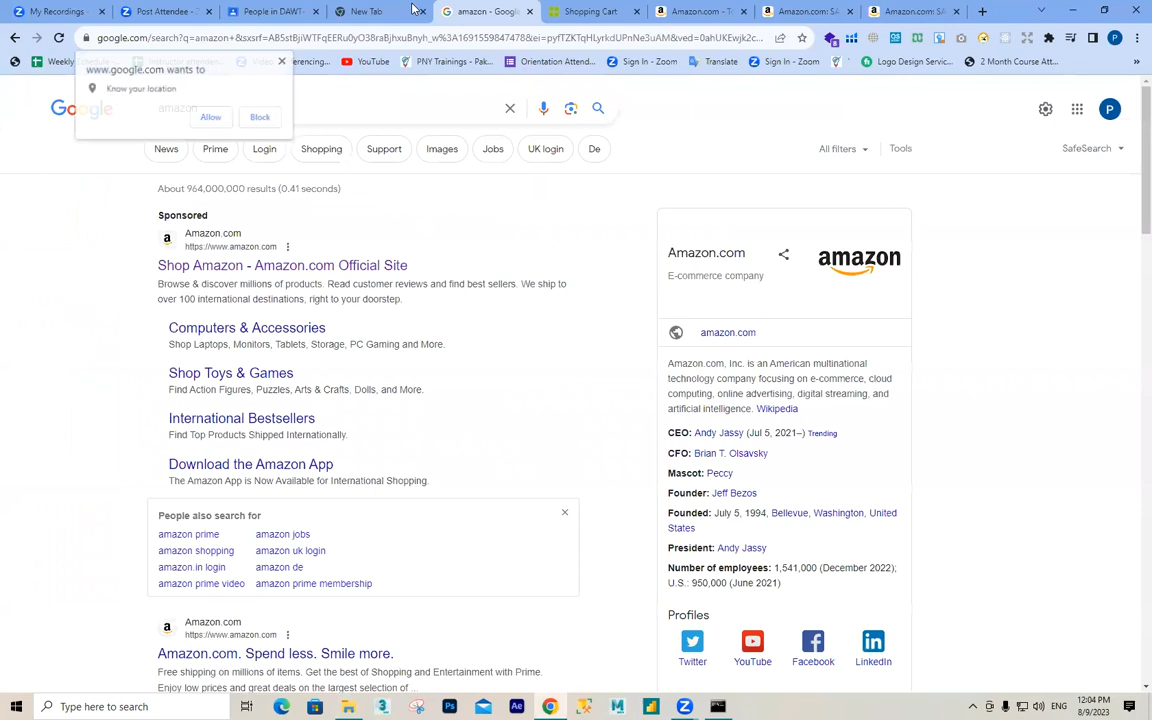 My Recordings -
Post Attendee - Z
People in DAWT-
New Tab
amazon - Google
Shopping Cart
Amazon.com - T
Amazon.com: SA
Amazon.com: SA
google.com/search?q=amazon
Weekly Schedule
Instructor attendan
YouTube
PNY Trainings - Pak...
Orientation Attend...
Sign In - Zoom
Translate
Sign In - Zoom
Logo Design Servic...
2 Month Course Att...
www.google.com wants to
Know your location
Allow
Block
Google
amazon
P
P
News
Prime
Login
Shopping
Support
Images
Jobs
UK login
De
All filters
Tools
SafeSearch
About 964,000,000 results (0.41 seconds)
Sponsored
Amazon.com
https://www.amazon.com
Shop Amazon - Amazon.com Official Site
Browse & discover millions of products. Read customer reviews and find best sellers. We ship to
over 100 international destinations, right to your doorstep.
Computers & Accessories
Shop Laptops, Monitors, Tablets, Storage, PC Gaming and More.
Shop Toys & Games
Find Action Figures, Puzzles, Arts & Crafts, Dolls, and More.
International Bestsellers
Find Top Products Shipped Internationally.
Download the Amazon App
The Amazon App is Now Available for International Shopping.
People also search for
amazon prime
amazon jobs
amazon shopping
amazon uk login
amazon.in login
amazon de
amazon prime video
amazon prime membership
Amazon.com
https://www.amazon.com
Amazon.com. Spend less. Smile more.
Free shipping on millions of items. Get the best of Shopping and Entertainment with Prime.
Enjoy low prices and great deals on the largest selection of ...
Amazon.com
E-commerce company
amazon
amazon.com
Amazon.com, Inc. is an American multinational
technology company focusing on e-commerce, cloud
computing, online advertising, digital streaming, and
artificial intelligence. Wikipedia
CEO: Andy Jassy (Jul 5, 2021–) Trending
CFO: Brian T. Olsavsky
Mascot: Peccy
Founder: Jeff Bezos
Founded: July 5, 1994, Bellevue, Washington, United
States
President: Andy Jassy
Number of employees: 1,541,000 (December 2022);
U.S.: 950,000 (June 2021)
Profiles
Twitter
YouTube
Facebook
LinkedIn
Type here to search
ENG
12:04 PM
8/9/2023